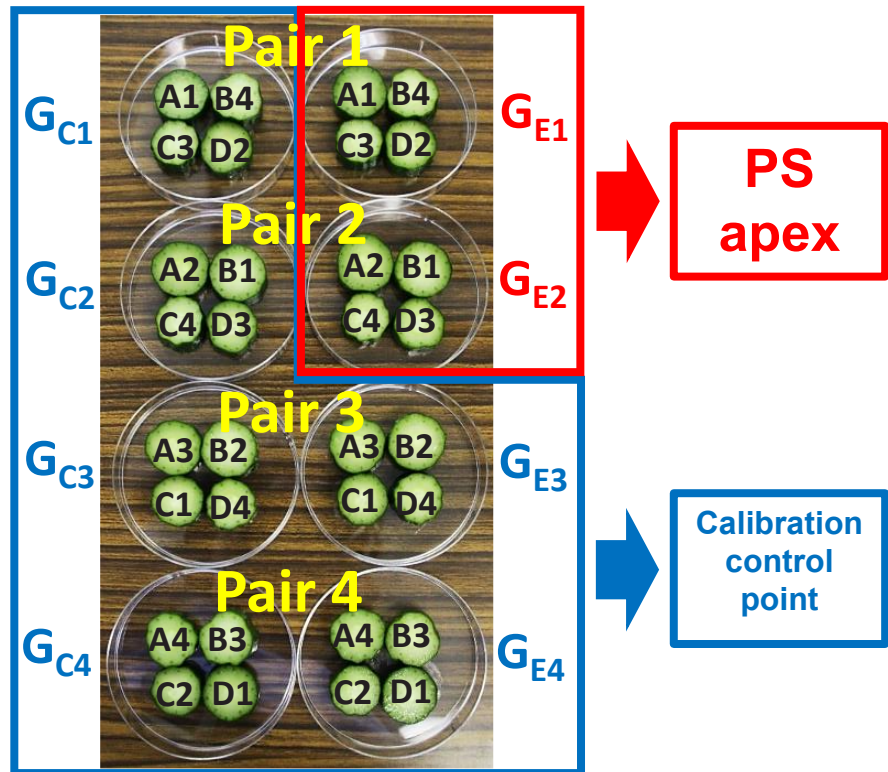 Pair 1
A1 B4 A1 B4
G_C1 G_E1
C3 D2 C3 D2
PS
apex
Pair 2
A2 B1 A2 B1
G_C2 G_E2
C4 D3 C4 D3
Pair 3
A3 B2 A3 B2
G_C3 G_E3
C1 D4 C1 D4
Calibration
control
point
Pair 4
A4 B3 A4 B3
G_C4 G_E4
C2 D1 C2 D1